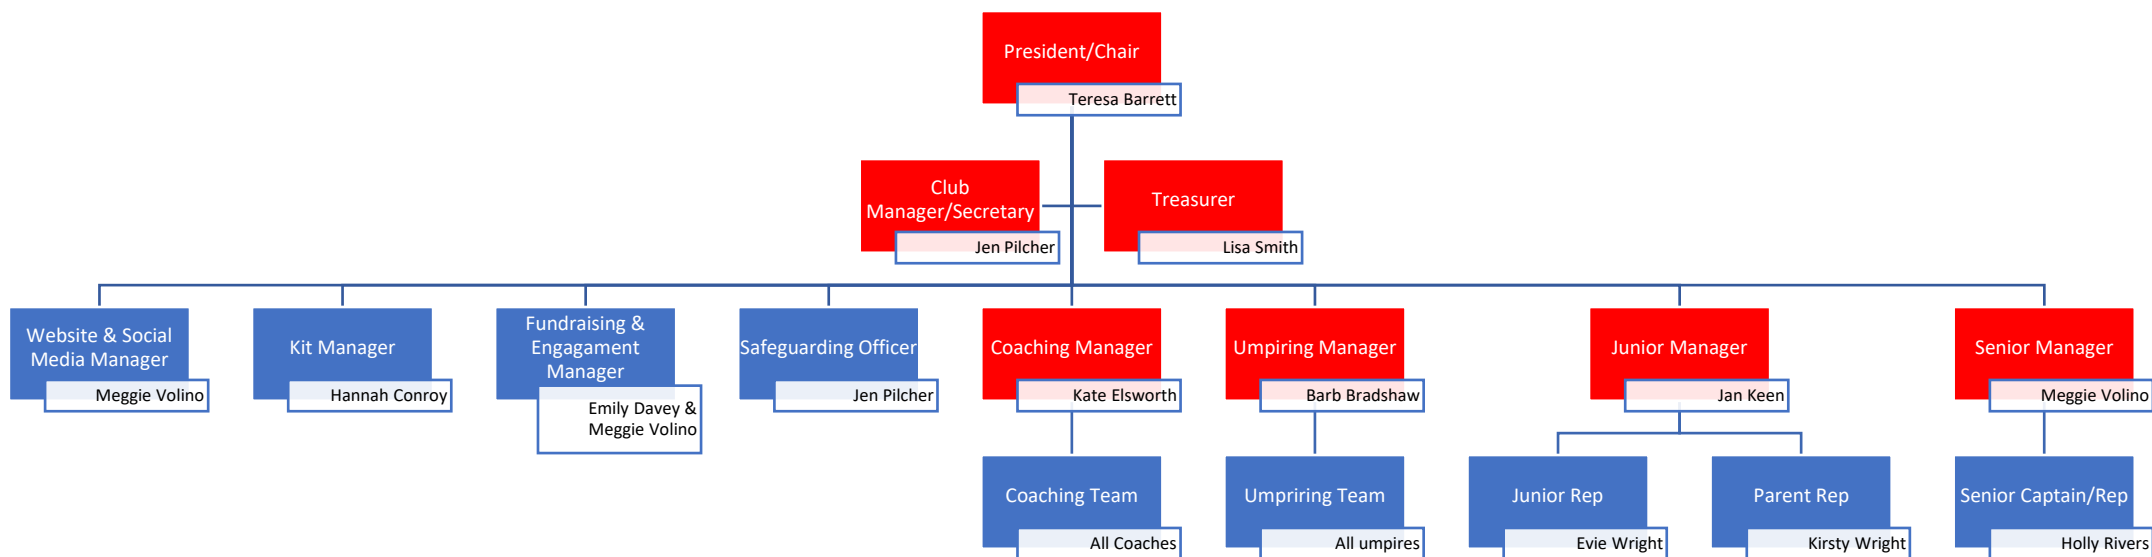 President/Chair
Teresa Barrett
Club
Manager/Secretary
Jen Pilcher
Treasurer
Lisa Smith
Website & Social
Media Manager
Meggie Volino
Kit Manager
Hannah Conroy
Fundraising &
Engagament
Manager
Emily Davey &
Meggie Volino
Safeguarding Officer
Jen Pilcher
Coaching Manager
Kate Elsworth
Umpiring Manager
Barb Bradshaw
Junior Manager
Jan Keen
Senior Manager
Meggie Volino
Coaching Team
All Coaches
Umpriring Team
All umpires
Junior Rep
Evie Wright
Parent Rep
Kirsty Wright
Senior Captain/Rep
Holly Rivers